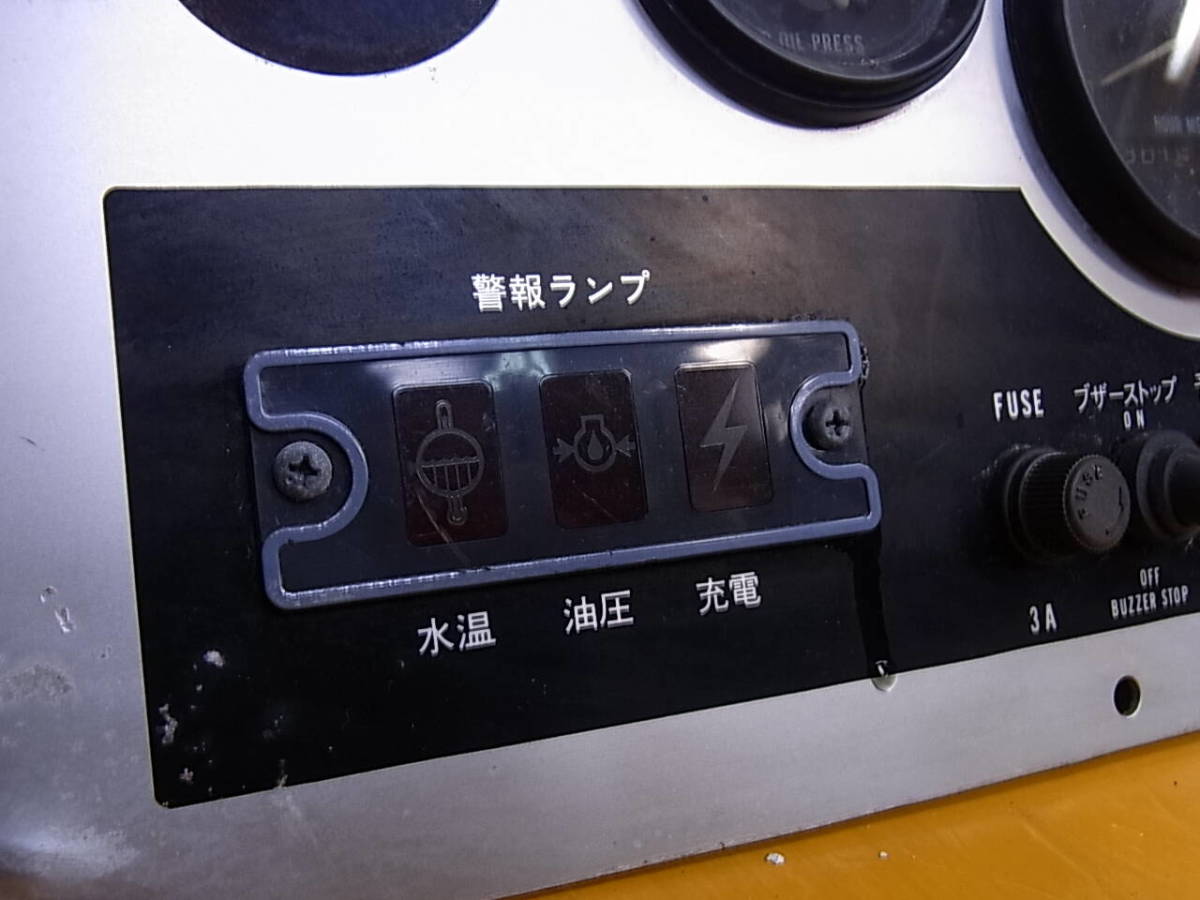 OIL PRESS
警報ランプ
FUSE
ブザーストップ
ON
FUSE
水温
油圧
充電
3A
OFF
BUZZER STOP